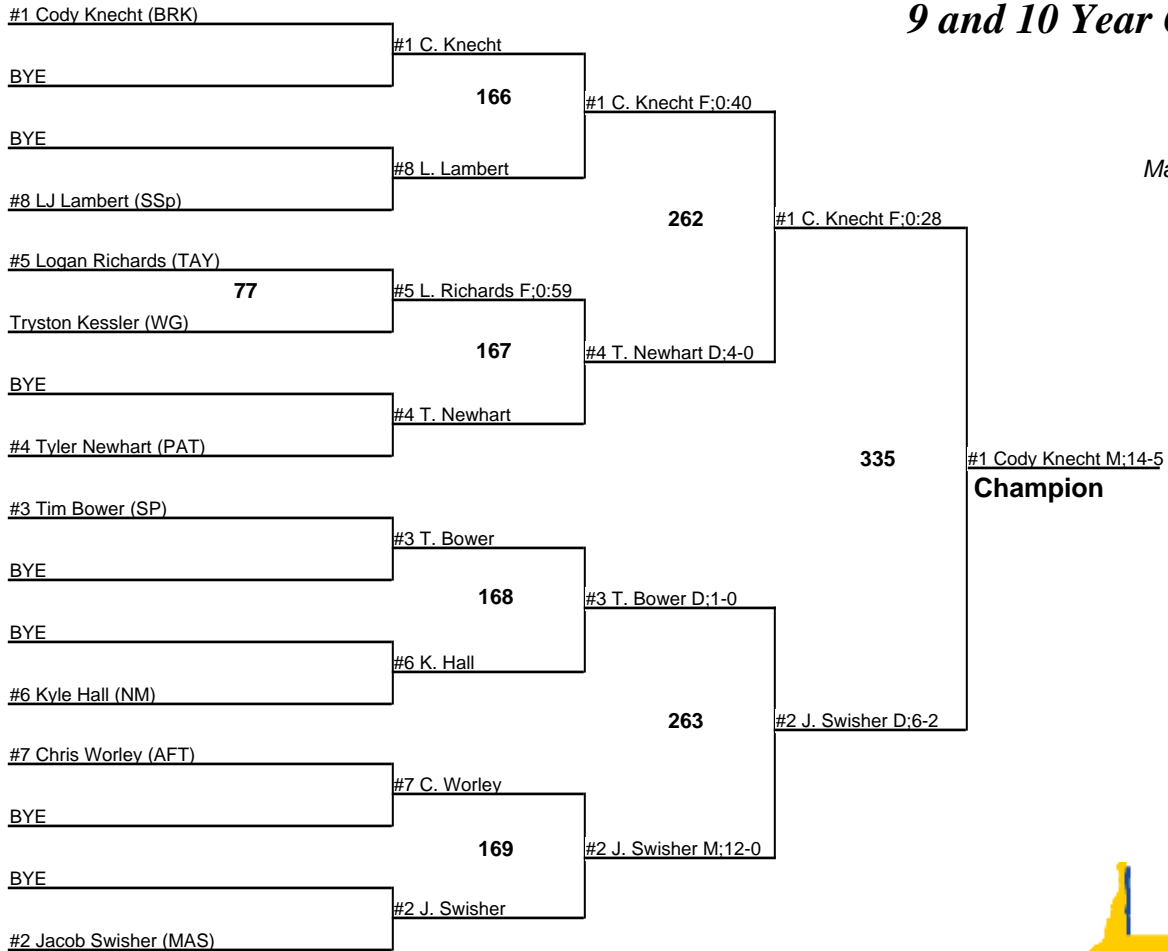 #1 Cody Knecht (BRK)
9 and 10 Year
#1 C. Knecht
BYE
166
#1 C. Knecht F;0:40
BYE
#8 L. Lambert
Ma
#8 LJ Lambert (SSp)
262
#1 C. Knecht F;0:28
#5 Logan Richards (TAY)
77
#5 L. Richards F;0:59
Tryston Kessler (WG)
167
#4 T. Newhart D;4-0
BYE
#4 T. Newhart
#4 Tyler Newhart (PAT)
335
#1 Cody Knecht M;14-5
Champion
#3 Tim Bower (SP)
#3 T. Bower
BYE
168
#3 T. Bower D;1-0
BYE
#6 K. Hall
#6 Kyle Hall (NM)
263
#2 J. Swisher D;6-2
#7 Chris Worley (AFT)
#7 C. Worley
BYE
169
#2 J. Swisher M;12-0
BYE
#2 J. Swisher
#2 Jacob Swisher (MAS)